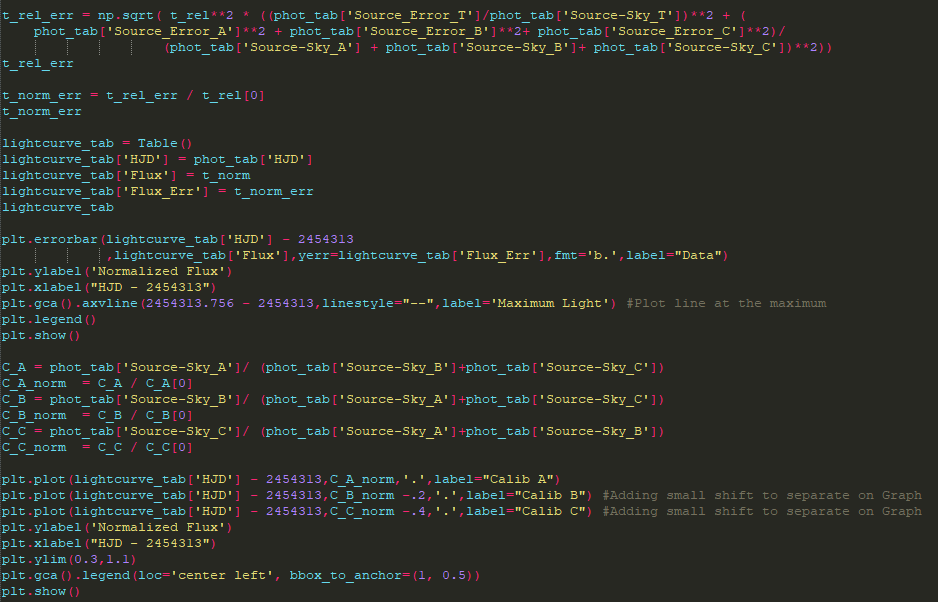 t_rel_err = np.sqrt( t_rel**2 * ((phot_tab['Source_Error_T']/phot_tab['Source-Sky_T'])**2 + (
phot_tab['Source_Error_A']**2 + phot_tab['Source_Error_B']**2+ phot_tab['Source_Error_C']**2)/
(phot_tab['Source-Sky_A'] + phot_tab['Source-Sky_B']+ phot_tab['Source-Sky_C'])**2))
t_rel_err
t_norm_err = t_rel_err / t_rel[0]
t_norm_err
lightcurve_tab = Table()
lightcurve_tab['HJD'] = phot_tab['HJD']
lightcurve_tab['Flux'] = t_norm
lightcurve_tab['Flux_Err'] = t_norm_err
lightcurve_tab
plt.errorbar(lightcurve_tab['HJD'] - 2454313
,lightcurve_tab['Flux'],yerr=lightcurve_tab['Flux_Err'],fmt='b.',label="Data")
plt.ylabel('Normalized Flux')
plt.xlabel("HJD - 2454313")
plt.gca().axvline(2454313.756 - 2454313,linestyle="--",label='Maximum Light') #Plot line at the maximum
plt.legend()
plt.show()
C_A = phot_tab['Source-Sky_A']/ (phot_tab['Source-Sky_B']+phot_tab['Source-Sky_C'])
C_A_norm  = C_A / C_A[0]
C_B = phot_tab['Source-Sky_B']/ (phot_tab['Source-Sky_A']+phot_tab['Source-Sky_C'])
C_B_norm  = C_B / C_B[0]
C_C = phot_tab['Source-Sky_C']/ (phot_tab['Source-Sky_A']+phot_tab['Source-Sky_B'])
C_C_norm  = C_C / C_C[0]
plt.plot(lightcurve_tab['HJD'] - 2454313,C_A_norm,'.',label="Calib A")
plt.plot(lightcurve_tab['HJD'] - 2454313,C_B_norm -.2,'.',label="Calib B") #Adding small shift to separate on Graph
plt.plot(lightcurve_tab['HJD'] - 2454313,C_C_norm -.4,'.',label="Calib C") #Adding small shift to separate on Graph
plt.ylabel('Normalized Flux')
plt.xlabel("HJD - 2454313")
plt.ylim(0.3,1.1)
plt.gca().legend(loc='center left', bbox_to_anchor=(1, 0.5))
plt.show()